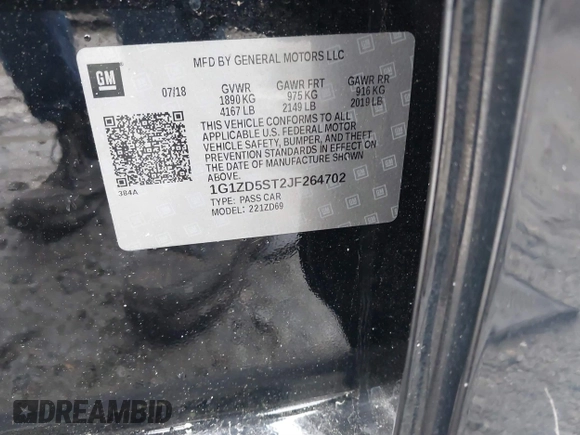 MFD BY GENERAL MOTORS LLC
GM
07/18 GVWR GAWR FRT GAWR RR
1890 KG 975 KG 916 KG
4167 LB 2149 LB 2019 LB
THIS VEHICLE CONFORMS TO ALL
APPLICABLE U.S. FEDERAL MOTOR
VEHICLE SAFETY, BUMPER, AND THEFT
PREVENTION STANDARDS IN EFFECT ON
THE DATE OF MANUFACTURE SHOWN
ABOVE.
384A
1G1ZD5ST2JF264702
TYPE: PASS CAR
MODEL: 221ZD69
DREAMBID